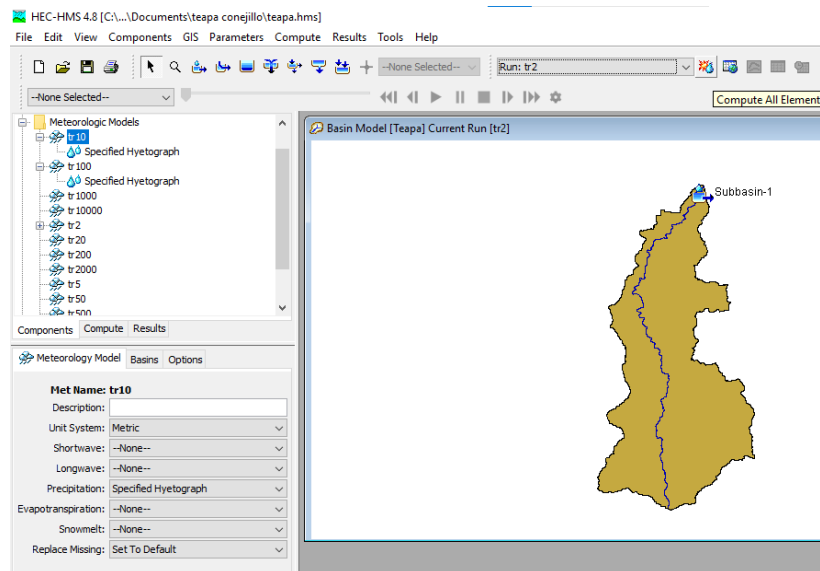 HEC-HMS 4.8 [C:\...\Documents\teapa conejillo\teapa.hms]
File Edit View Components GIS Parameters Compute Results Tools Help
--None Selected-- Run: tr2
--None Selected--
Compute All Element
Meteorologic Models
tr10
Specified Hyetograph
tr100
Specified Hyetograph
tr1000
tr10000
tr2
tr20
tr200
tr2000
tr5
tr50
tr500
Components Compute Results
Basin Model [Teapa] Current Run [tr2]
Subbasin-1
Meteorology Model Basins Options
Met Name: tr10
Description:
Unit System: Metric
Shortwave: --None--
Longwave: --None--
Precipitation: Specified Hyetograph
Evapotranspiration: --None--
Snowmelt: --None--
Replace Missing: Set To Default